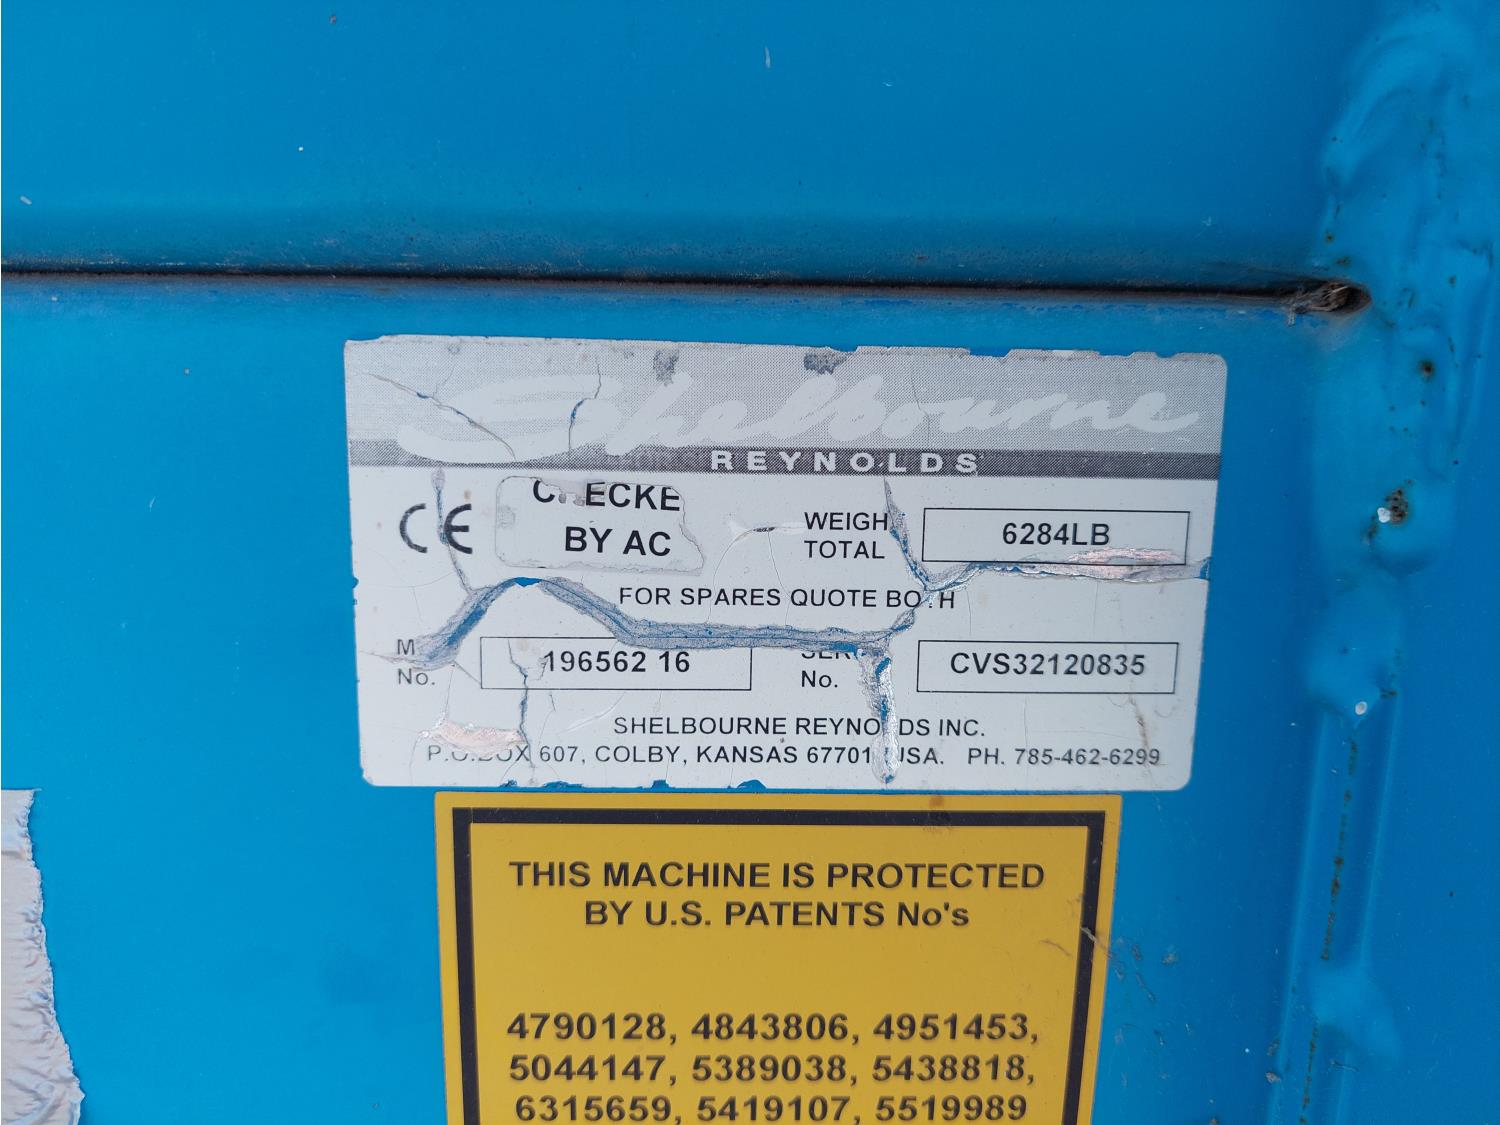 Shelbourne
REYNOLDS
CE
BY AC
WEIGH
TOTAL
6284LB
FOR SPARES QUOTE BOTH
No.
196562 16
No.
CVS32120835
SHELBOURNE REYNOLDS INC.
P.O.BOX 607, COLBY, KANSAS 67701 USA. PH. 785-462-6299
THIS MACHINE IS PROTECTED
BY U.S. PATENTS No's
4790128, 4843806, 4951453,
5044147, 5389038, 5438818,
6315659, 5419107, 5519989